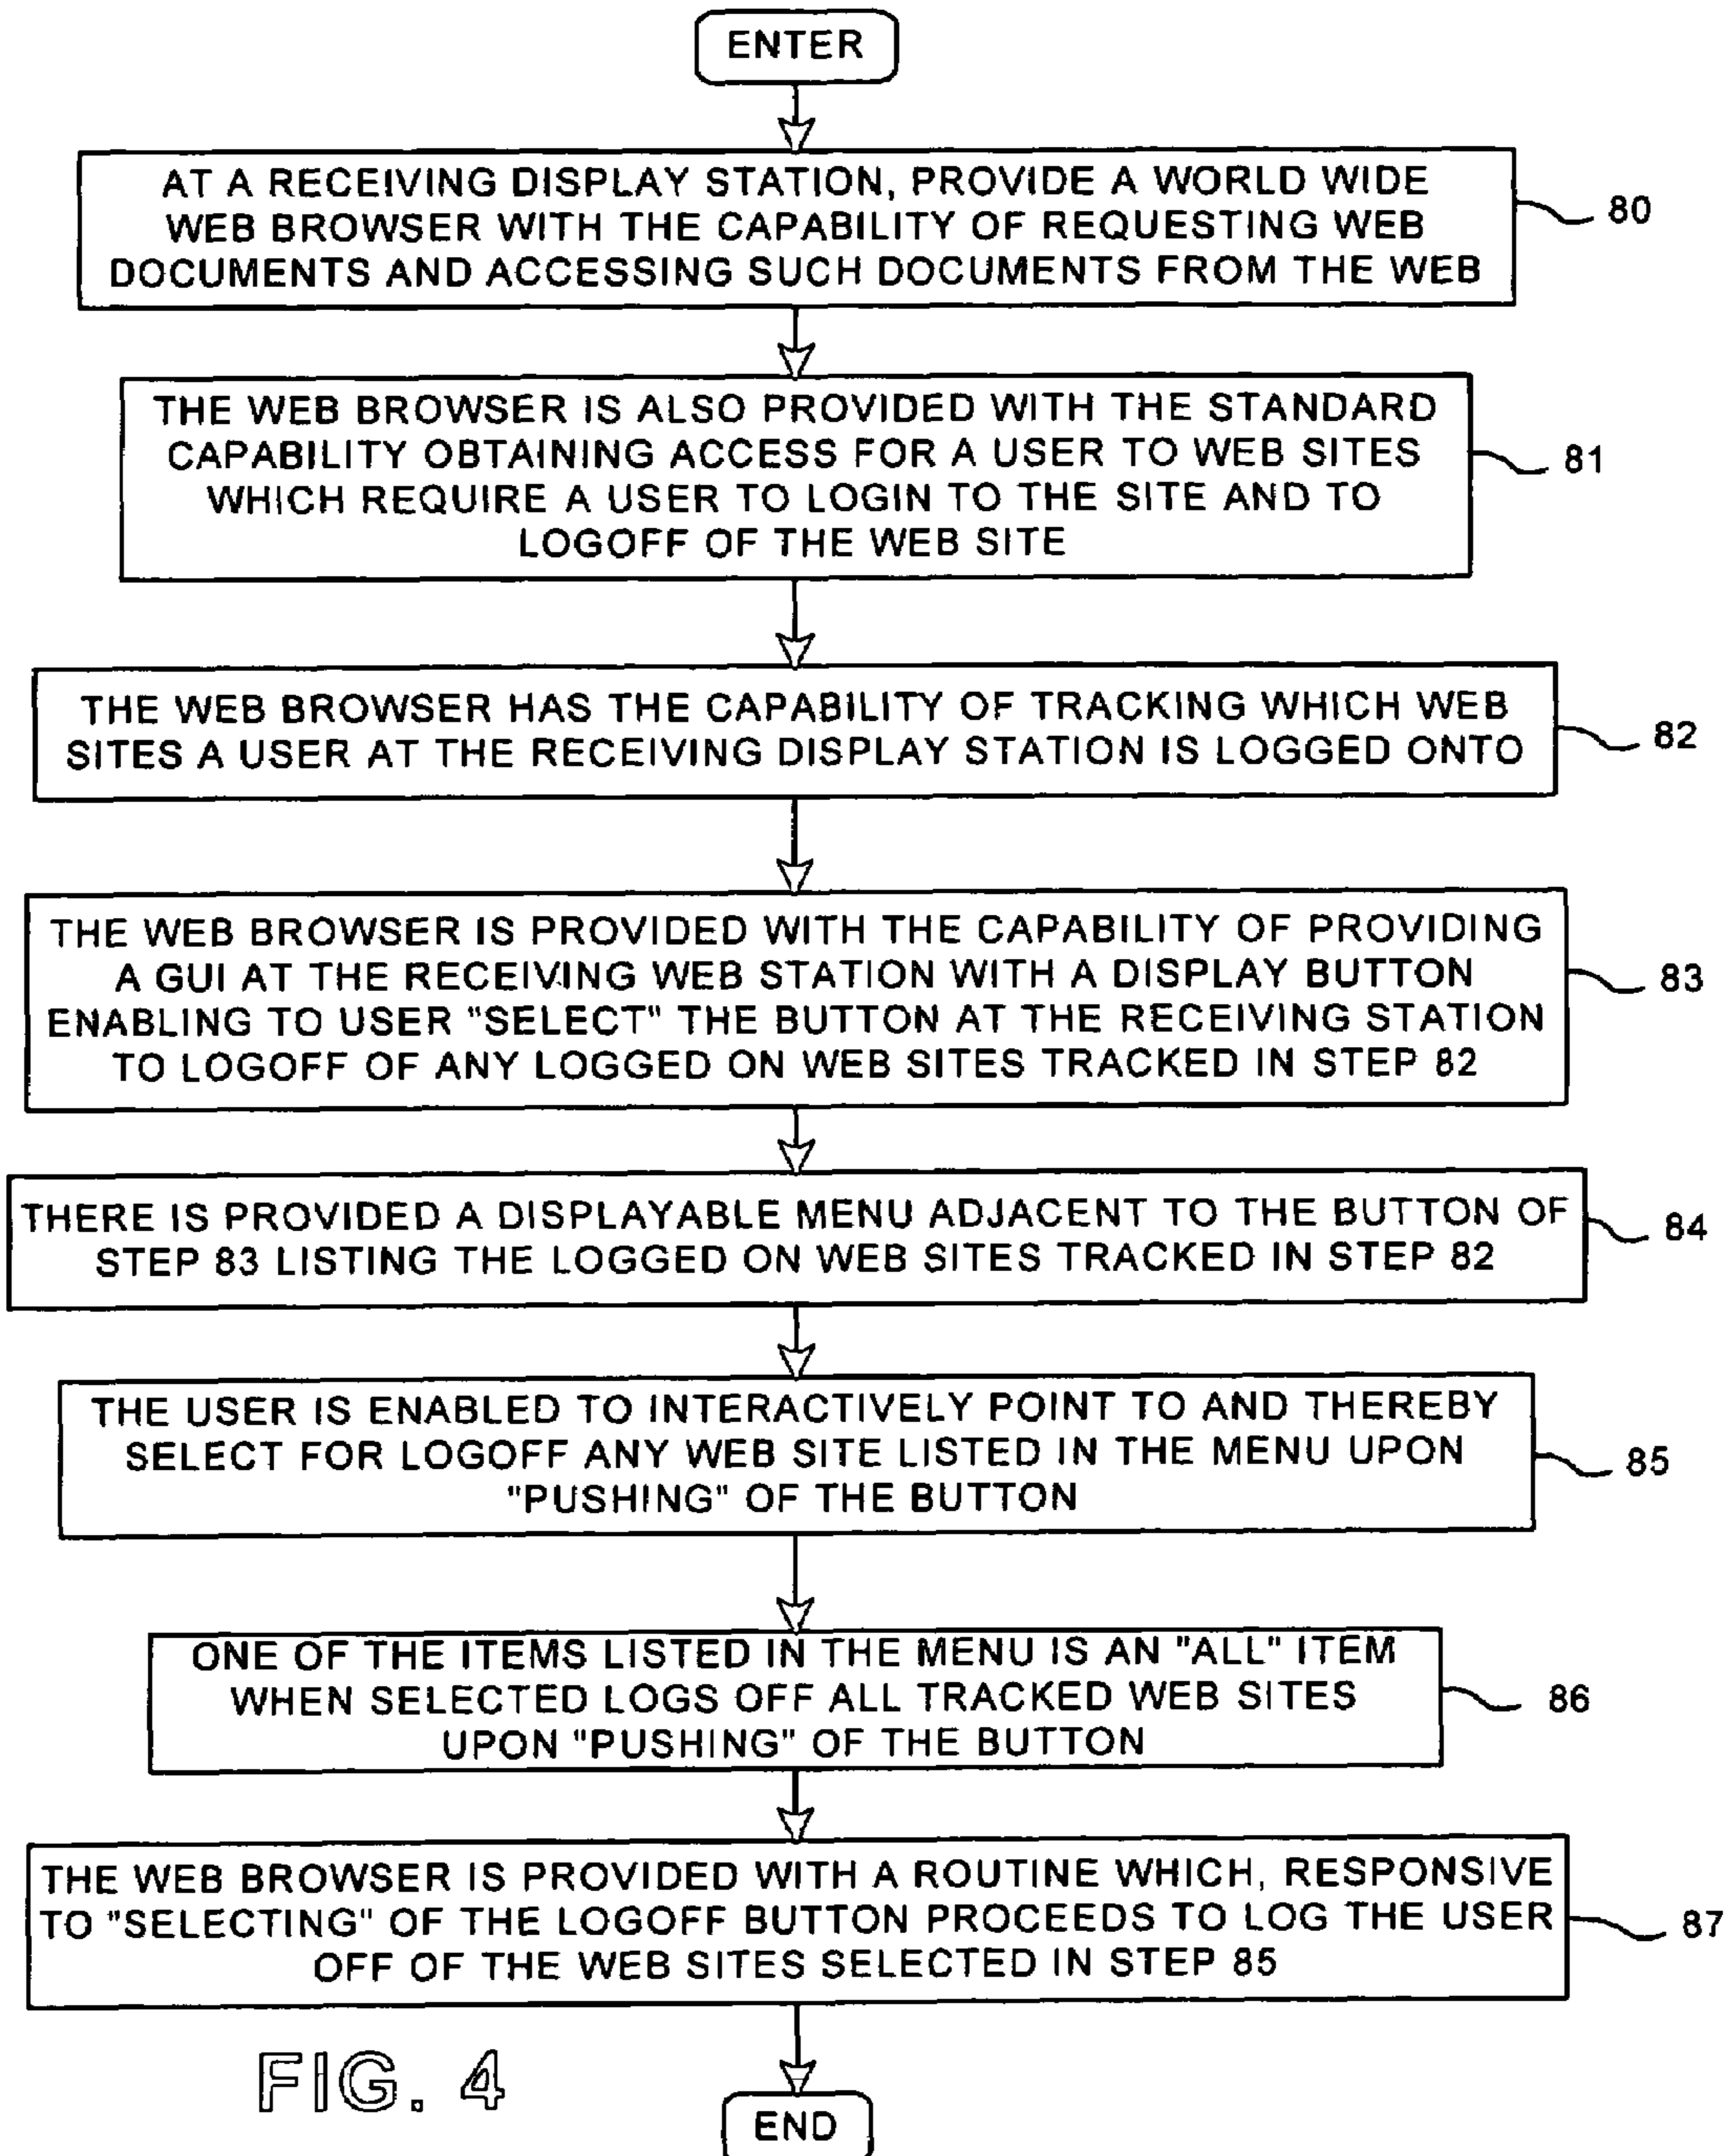 ENTER
AT A RECEIVING DISPLAY STATION, PROVIDE A WORLD WIDE
WEB BROWSER WITH THE CAPABILITY OF REQUESTING WEB
DOCUMENTS AND ACCESSING SUCH DOCUMENTS FROM THE WEB
80
THE WEB BROWSER IS ALSO PROVIDED WITH THE STANDARD
CAPABILITY OBTAINING ACCESS FOR A USER TO WEB SITES
WHICH REQUIRE A USER TO LOGIN TO THE SITE AND TO
LOGOFF OF THE WEB SITE
81
THE WEB BROWSER HAS THE CAPABILITY OF TRACKING WHICH WEB
SITES A USER AT THE RECEIVING DISPLAY STATION IS LOGGED ONTO
82
THE WEB BROWSER IS PROVIDED WITH THE CAPABILITY OF PROVIDING
A GUI AT THE RECEIVING WEB STATION WITH A DISPLAY BUTTON
ENABLING TO USER "SELECT" THE BUTTON AT THE RECEIVING STATION
TO LOGOFF OF ANY LOGGED ON WEB SITES TRACKED IN STEP 82
83
THERE IS PROVIDED A DISPLAYABLE MENU ADJACENT TO THE BUTTON OF
STEP 83 LISTING THE LOGGED ON WEB SITES TRACKED IN STEP 82
84
THE USER IS ENABLED TO INTERACTIVELY POINT TO AND THEREBY
SELECT FOR LOGOFF ANY WEB SITE LISTED IN THE MENU UPON
"PUSHING" OF THE BUTTON
85
ONE OF THE ITEMS LISTED IN THE MENU IS AN "ALL" ITEM
WHEN SELECTED LOGS OFF ALL TRACKED WEB SITES
UPON "PUSHING" OF THE BUTTON
86
THE WEB BROWSER IS PROVIDED WITH A ROUTINE WHICH, RESPONSIVE
TO "SELECTING" OF THE LOGOFF BUTTON PROCEEDS TO LOG THE USER
OFF OF THE WEB SITES SELECTED IN STEP 85
87
FIG. 4
END